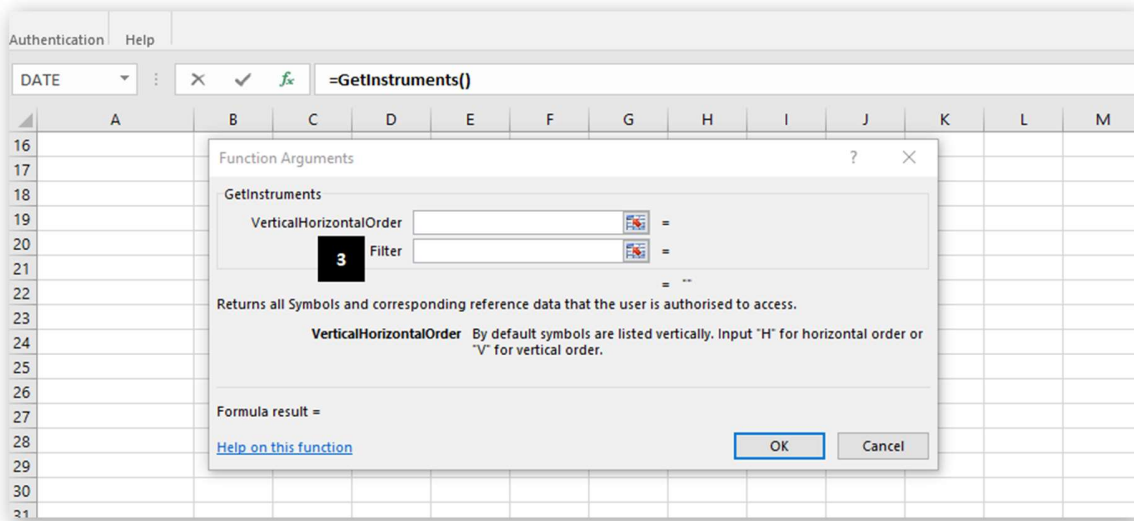 Authentication Help
DATE fx =GetInstruments()
A B C D E F G H I J K L M
16
17
Function Arguments ?
18
GetInstruments
19
VerticalHorizontalOrder =
20
3 Filter =
21
22
= ""
Returns all Symbols and corresponding reference data that the user is authorised to access.
23
24
VerticalHorizontalOrder By default symbols are listed vertically. Input "H" for horizontal order or
"V" for vertical order.
25
26
27
Formula result =
28
Help on this function OK Cancel
29
30
31